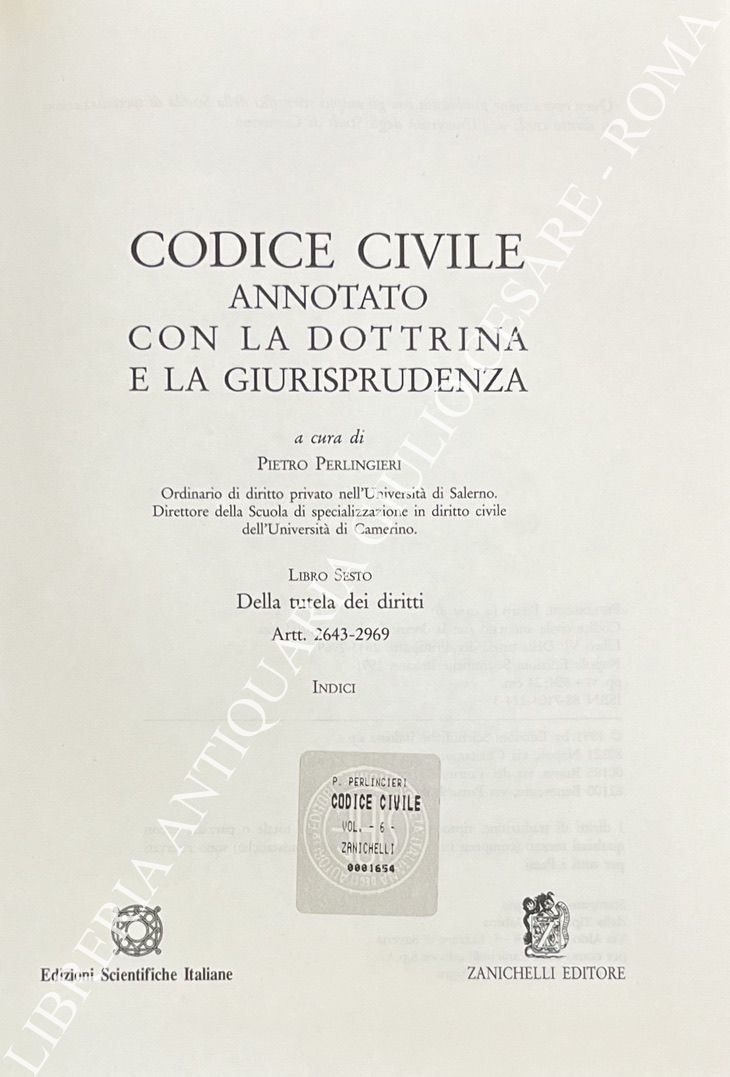 CODICE CIVILE
ANNOTATO
CON LA DOTTRINA
E LA GIURISPRUDENZA
a cura di
PIETRO PERLINGIERI
Ordinario di diritto privato nell'Università di Salerno.
Direttore della Scuola di specializzazione in diritto civile
dell'Università di Camerino.
LIBRO SESTO
Della tutela dei diritti
Artt. 2643-2969
INDICI
P. PERLINGIERI
CODICE CIVILE
VOL. - 6 -
ZANICHELLI
0001654
Edizioni Scientifiche Italiane
ZANICHELLI EDITORE
LIBRERIA ANTIQUARIA GIULIO CESARE - ROMA